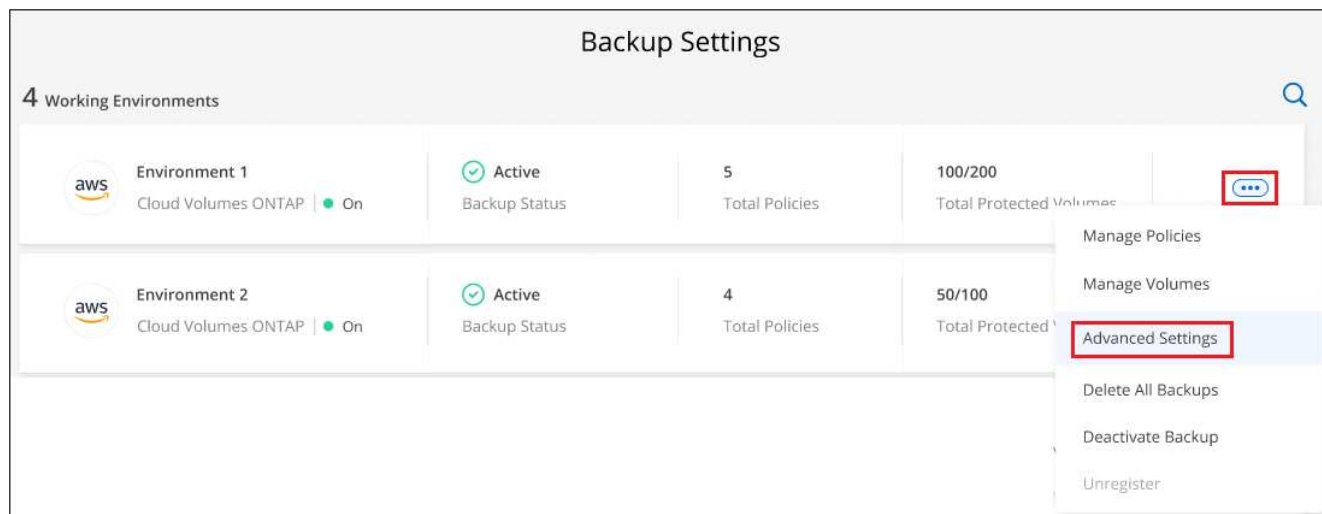 Backup Settings
4 Working Environments
aws
Environment 1
Cloud Volumes ONTAP | On
Active
Backup Status
5
Total Policies
100/200
Total Protected Volumes
Manage Policies
Manage Volumes
Advanced Settings
Delete All Backups
Deactivate Backup
Unregister
aws
Environment 2
Cloud Volumes ONTAP | On
Active
Backup Status
4
Total Policies
50/100
Total Protected